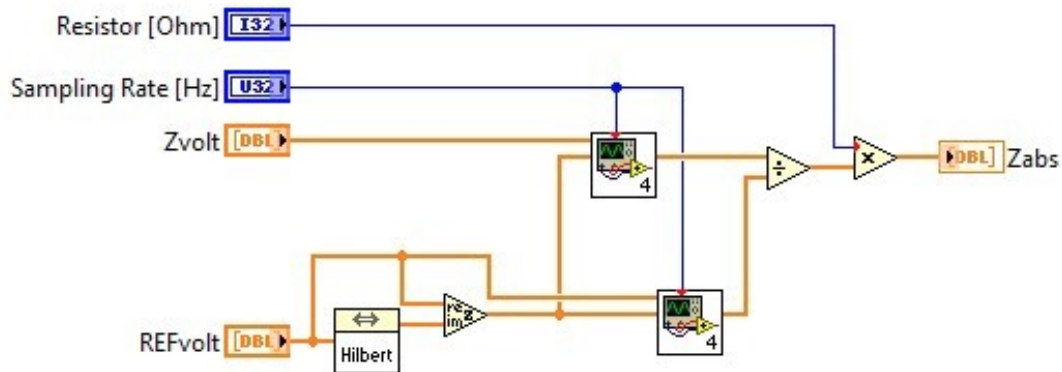 Resistor [Ohm] I32
Sampling Rate [Hz] U32
Zvolt [DBL]
4
÷
×
[DBL] Zabs
REFvolt [DBL]
Hilbert
re
im z
4